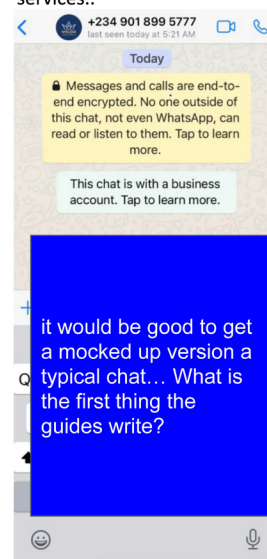 services..
+234 901 899 5777
last seen today at 5:21 AM
Today
Messages and calls are end-to-
end encrypted. No one outside of
this chat, not even WhatsApp, can
read or listen to them. Tap to learn
more.
This chat is with a business
account. Tap to learn more.
it would be good to get
a mocked up version a
typical chat... What is
the first thing the
guides write?
Q